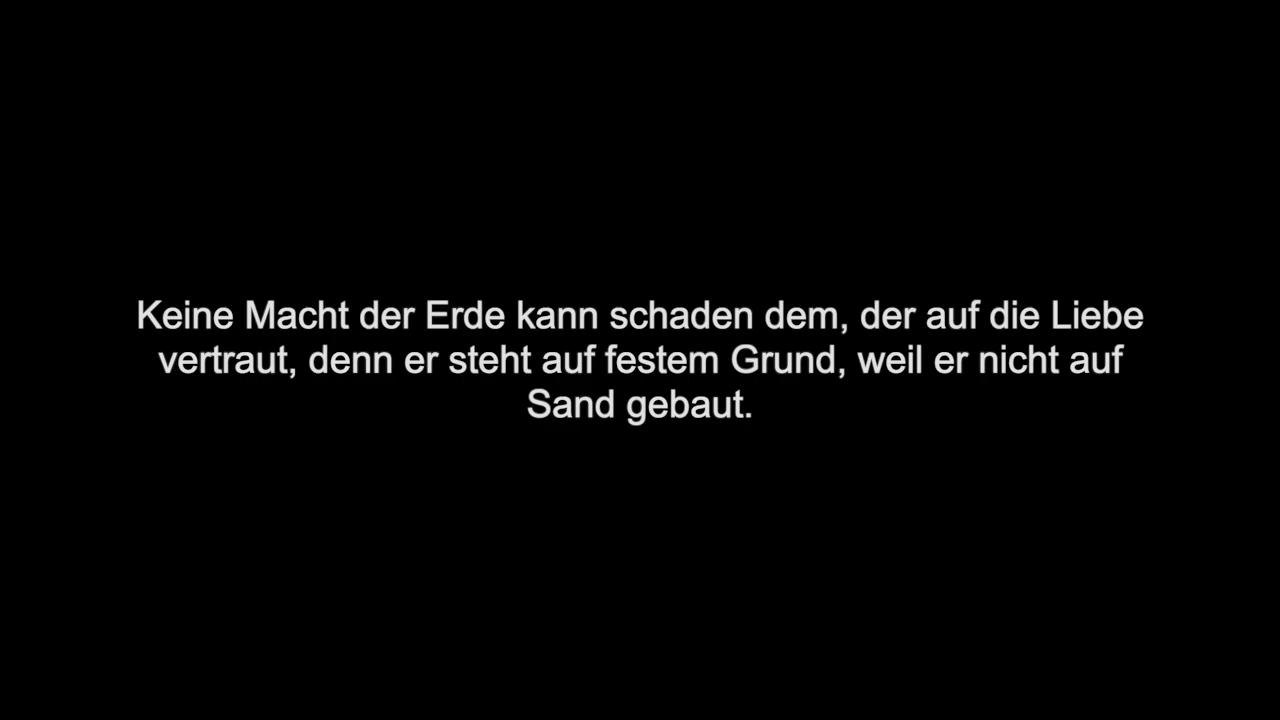 Keine Macht der Erde kann schaden dem, der auf die Liebe
vertraut, denn er steht auf festem Grund, weil er nicht auf
Sand gebaut.